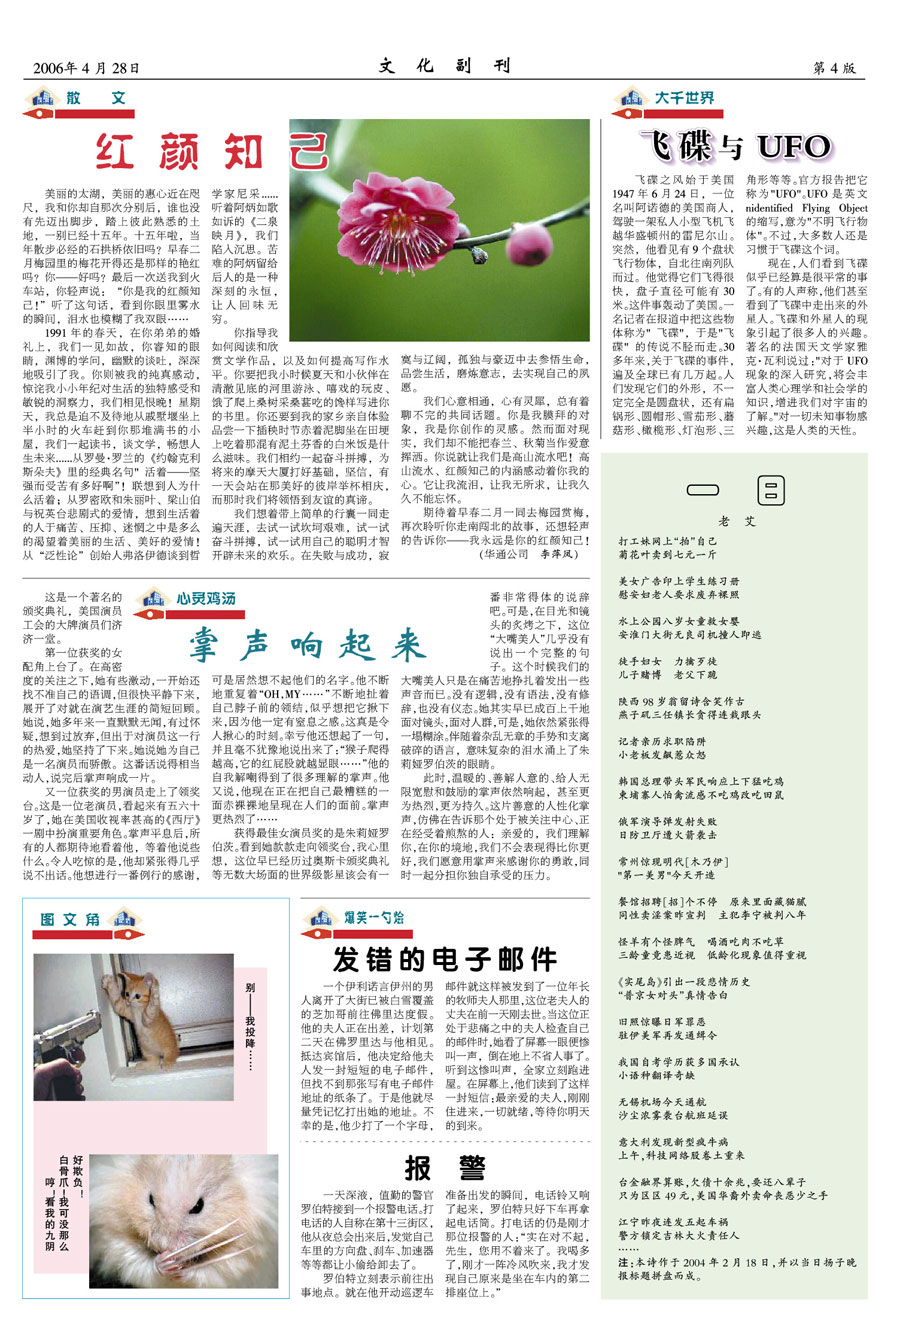 2006年 4 月 28日
文 化 副 刊
第 4 版
散 文
红颜知己
美丽的太湖，美丽的惠心近在咫
尺，我和你却自那次分别后，谁也没
有先迈出脚步，踏上彼此熟悉的土
地，一别已经十五年。十五年啦，当
年散步必经的石拱桥依旧吗？早春二
月梅园里的梅花开得还是那样的艳红
吗？你——好吗？最后一次送我到火
车站，你轻声说：“你是我的红颜知
己！”听了这句话，看到你眼里雾水
的瞬间，泪水也模糊了我双眼……
1991 年的春天，在你弟弟的婚
礼上，我们一见如故，你睿知的眼
睛，渊博的学问，幽默的谈吐，深深
地吸引了我。你则被我的纯真感动，
惊诧我小小年纪对生活的独特感受和
敏锐的洞察力，我们相见恨晚！星期
天，我总是迫不及待地从戚墅堰坐上
半小时的火车赶到你那堆满书的小
屋，我们一起读书，谈文学，畅想人
生未来......从罗曼·罗兰的《约翰克利
斯朵夫》里的经典名句" 活着——坚
强而受苦有多好啊"！联想到人为什
么活着；从罗密欧和朱丽叶、梁山伯
与祝英台悲剧式的爱情，想到生活着
的人于痛苦、压抑、迷惘之中是多么
的渴望着美丽的生活、美好的爱情！
从“泛性论”创始人弗洛伊德谈到哲
学家尼采......
听着阿炳如歌
如诉的《二泉
映月》，我们
陷入沉思。苦
难的阿炳留给
后人的是一种
深刻的永恒，
让人回味无
穷。
你指导我
如何阅读和欣
赏文学作品，以及如何提高写作水
平。你要把我小时候夏天和小伙伴在
清澈见底的河里游泳、嘻戏的玩皮、
饿了爬上桑树采桑葚吃的馋样写进你
的书里。你还要到我的家乡亲自体验
品尝一下插秧时节赤着泥脚坐在田埂
上吃着那混有泥土芬香的白米饭是什
么滋味。我们相约一起奋斗拼搏，为
将来的摩天大厦打好基础，坚信，有
一天会站在那美好的彼岸举杯相庆，
而那时我们将领悟到友谊的真谛。
我们想着带上简单的行囊一同走
遍天涯，去试一试坎坷艰难，试一试
奋斗拼搏，试一试用自己的聪明才智
开辟未来的欢乐。在失败与成功，寂
寞与辽阔，孤独与豪迈中去参悟生命，
品尝生活，磨炼意志，去实现自己的夙
愿。
我们心意相通，心有灵犀，总有着
聊不完的共同话题。你是我膜拜的对
象，我是你创作的灵感。然而面对现
实，我们却不能把春兰、秋菊当作爱意
挥洒。你说就让我们是高山流水吧！高
山流水、红颜知己的内涵感动着你我的
心。它让我流泪，让我无所求，让我久
久不能忘怀。
期待着早春二月一同去梅园赏梅，
再次聆听你走南闯北的故事，还想轻声
的告诉你——我永远是你的红颜知己！
（华通公司 李萍凤）
大千世界
飞碟与 UFO
飞碟之风始于美国
1947 年 6 月 24 日，一位
名叫阿诺德的美国商人，
驾驶一架私人小型飞机飞
越华盛顿州的雷尼尔山。
突然，他看见有 9 个盘状
飞行物体，自北往南列队
而过。他觉得它们飞得很
快，盘子直径可能有 30
米。这件事轰动了美国。一
名记者在报道中把这些物
体称为" 飞碟"，于是"飞
碟" 的传说不胫而走。30
多年来，关于飞碟的事件，
遍及全球已有几万起。人
们发现它们的外形，不一
定完全是圆盘状，还有扁
锅形、圆帽形、雪茄形、蘑
菇形、橄榄形、灯泡形、三
角形等等。官方报告把它
称为 "UFO"。UFO 是英文
nidentified Flying Object
的缩写，意为"不明飞行物
体"。不过，大多数人还是
习惯于飞碟这个词。
现在，人们看到飞碟
似乎已经算是很平常的事
了。有的人声称，他们甚至
看到了飞碟中走出来的外
星人。飞碟和外星人的现
象引起了很多人的兴趣。
著名的法国天文学家雅
克·瓦利说过："对于 UFO
现象的深入研究，将会丰
富人类心理学和社会学的
知识，增进我们对宇宙的
了解。"对一切未知事物感
兴趣，这是人类的天性。
一 日
老 艾
打工妹网上“拍”自己
菊花叶卖到七元一斤
美女广告印上学生练习册
慰安妇老人要求废弃裸照
水上公园八岁女童救女婴
安淮门大街无良司机撞人即逃
徒手妇女 力擒歹徒
儿子赌博 老父下跪
陕西 98 岁翁留诗含笑作古
燕子矶三任镇长贪得连栽跟头
记者亲历求职陷阱
小老板发飙惹众怒
韩国总理带头军民响应上下猛吃鸡
柬埔寨人怕禽流感不吃鸡改吃田鼠
俄军演导弹发射失败
日防卫厅遭火箭袭击
常州惊现明代[木乃伊]
"第一美男"今天开造
餐馆招聘[招]个不停 原来里面藏猫腻
同性卖淫案昨宣判 主犯李宁被判八年
怪羊有个怪脾气 喝酒吃肉不吃草
三龄童竟患近视 低龄化现象值得重视
《实尾岛》引出一段悲情历史
“普京女对头”真情告白
旧照惊曝日军罪恶
驻伊美军再发通缉令
我国自考学历获多国承认
小语种翻译奇缺
无锡机场今天通航
沙尘浓雾袭台航班延误
意大利发现新型疯牛病
上午，科技网络股卷土重来
台金融界算账，欠债十余兆，要还八辈子
只为区区 49 元，美国华裔外卖命丧恶少之手
江宁昨夜连发五起车祸
警方锁定吉林大火责任人
……
注：本诗作于 2004 年 2 月 18 日，并以当日扬子晚
报标题拼盘而成。
心灵鸡汤
掌声响起来
这是一个著名的
颁奖典礼，美国演员
工会的大牌演员们济
济一堂。
第一位获奖的女
配角上台了。在高密
度的关注之下，她有些激动，一开始还
找不准自己的语调，但很快平静下来，
展开了对就在演艺生涯的简短回顾。
她说，她多年来一直默默无闻，有过怀
疑，想到过放弃，但出于对演员这一行
的热爱，她坚持了下来。她说她为自己
是一名演员而骄傲。这番话说得相当
动人，说完后掌声响成一片。
又一位获奖的男演员走上了领奖
台。这是一位老演员，看起来有五六十
岁了，她在美国收视率甚高的《西厅》
一剧中扮演重要角色。掌声平息后，所
有的人都期待地看着他，等着他说些
什么。令人吃惊的是，他却紧张得几乎
说不出话。他想进行一番例行的感谢，
可是居然想不起他们的名字。他不断
地重复着“OH,MY……”不断地扯着
自己脖子前的领结，似乎想把它揪下
来，因为他一定有窒息之感。这真是令
人揪心的时刻。幸亏他还想起了一句，
并且毫不犹豫地说出来了：“猴子爬得
越高，它的红屁股就越显眼……”他的
自我解嘲得到了很多理解的掌声。他
又说，他现在正在把自己最糟糕的一
面赤裸裸地呈现在人们的面前。掌声
更热烈了……
获得最佳女演员奖的是朱莉娅罗
伯茨。看到她款款走向领奖台，我心里
想，这位早已经历过奥斯卡颁奖典礼
等无数大场面的世界级影星该会有一
番非常得体的说辞
吧。可是，在目光和镜
头的炙烤之下，这位
“大嘴美人”几乎没有
说出一个完整的句
子。这个时候我们的
大嘴美人只是在痛苦地挣扎着发出一些
声音而已。没有逻辑，没有语法，没有修
辞，也没有仪态。她其实早已成百上千地
面对镜头，面对人群，可是，她依然紧张得
一塌糊涂。伴随着杂乱无章的手势和支离
破碎的语言，意味复杂的泪水涌上了朱
莉娅罗伯茨的眼睛。
此时，温暖的、善解人意的、给人无
限宽慰和鼓励的掌声依然响起，甚至更
为热烈，更为持久。这片善意的人性化掌
声，仿佛在告诉那个处于被关注中心、正
在经受着煎熬的人：亲爱的，我们理解
你，在你的境地，我们不会表现得比你更
好，我们愿意用掌声来感谢你的勇敢，同
时一起分担你独自承受的压力。
图 文 角
别——我投降……
好欺负！
白骨爪！我可没那么
哼！看我的九阴
爆笑一勺烩
发错的电子邮件
一个伊利诺言伊州的男
人离开了大街已被白雪覆盖
的芝加哥前往佛里达度假。
他的夫人正在出差，计划第
二天在佛罗里达与他相见。
抵达宾馆后，他决定给他夫
人发一封短短的电子邮件，
但找不到那张写有电子邮件
地址的纸条了。于是他就尽
量凭记忆打出她的地址。不
幸的是，他少打了一个字母，
邮件就这样被发到了一位年长
的牧师夫人那里，这位老夫人的
丈夫在前一天刚去世。当这位正
处于悲痛之中的夫人检查自己
的邮件时，她看了屏幕一眼便惨
叫一声，倒在地上不省人事了。
听到这惨叫声，全家立刻跑进
屋。在屏幕上，他们读到了这样
一封短信：最亲爱的夫人，刚刚
住进来，一切就绪，等待你明天
的到来。
报 警
一天深液，值勤的警官
罗伯特接到一个报警电话。打
电话的人自称在第十三街区，
他从夜总会出来后，发觉自己
车里的方向盘、刹车、加速器
等等都让小偷给卸去了。
罗伯特立刻表示前往出
事地点。就在他开动巡逻车
准备出发的瞬间，电话铃又响
了起来，罗伯特只好下车再拿
起电话筒。打电话的仍是刚才
那位报警的人：“实在对不起，
先生，您用不着来了。我喝多
了，刚才一阵冷风吹来，我才发
现自己原来是坐在车内的第二
排座位上。”